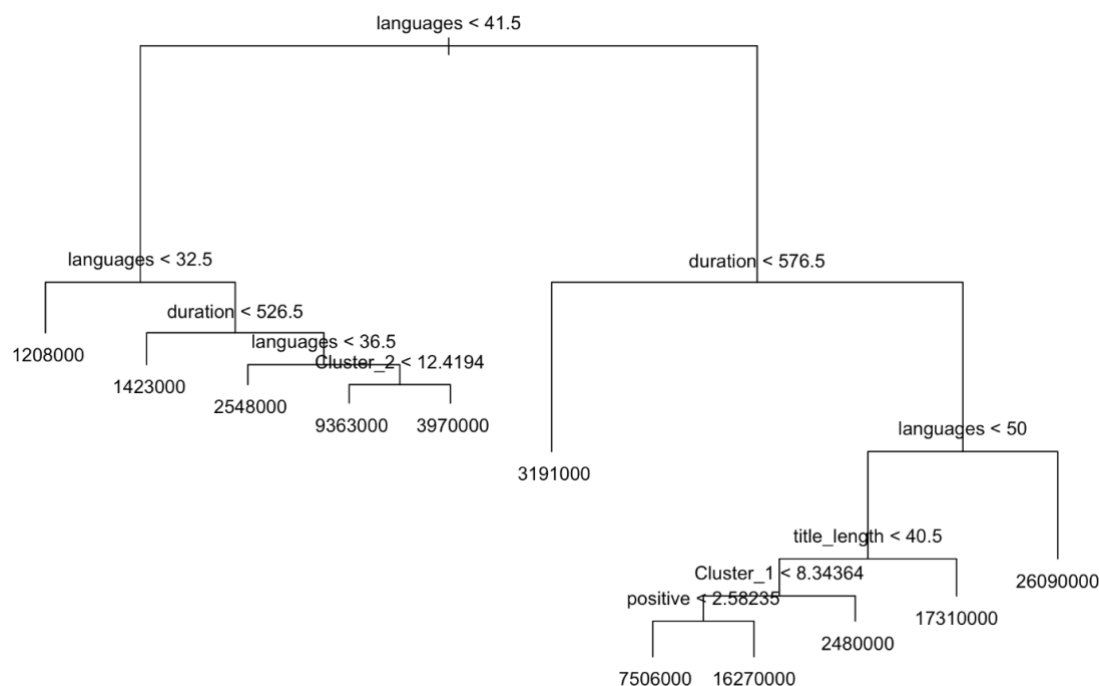 languages < 41.5
languages < 32.5
duration < 576.5
duration < 526.5
languages < 36.5
1208000
Cluster_2 < 12.4194
1423000
2548000
9363000
3970000
languages < 50
3191000
title_length < 40.5
Cluster_1 < 8.34364
26090000
positive < 2.58235
17310000
2480000
7506000
16270000